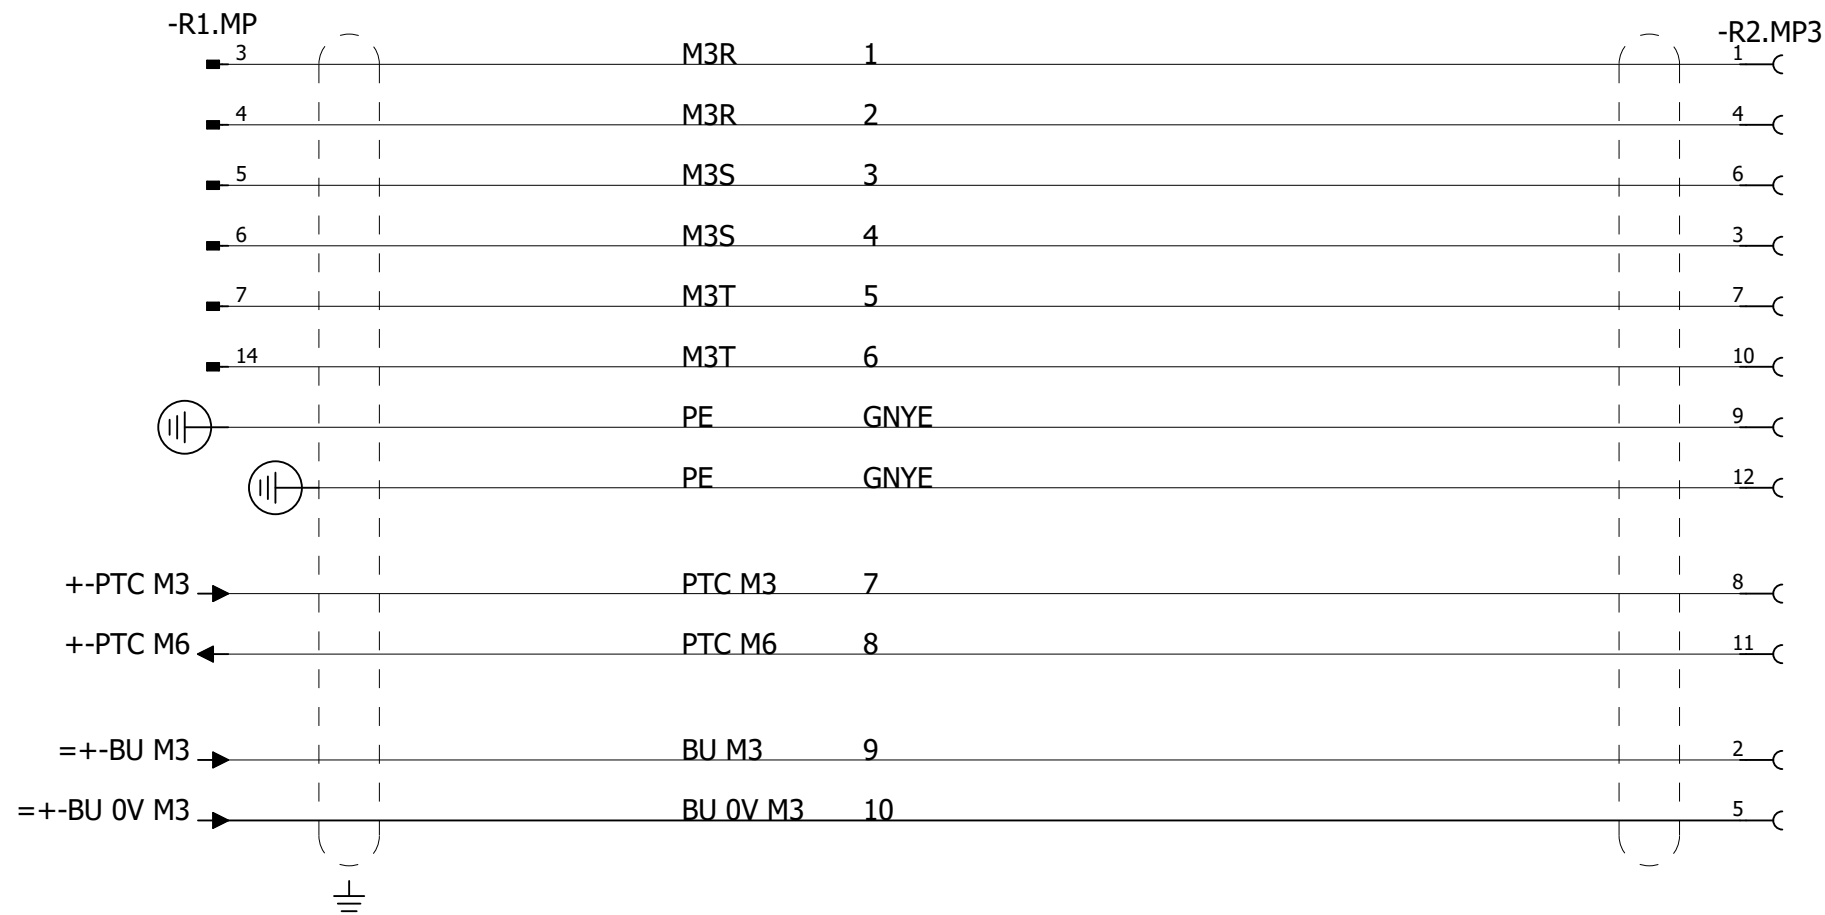 -R1.MP -R2.MP3
3 M3R 1 1
4 M3R 2 4
5 M3S 3 6
6 M3S 4 3
7 M3T 5 7
14 M3T 6 10
PE GNYE 9
PE GNYE 12
+-PTC M3 PTC M3 7 8
+-PTC M6 PTC M6 8 11
=+-BU M3 BU M3 9 2
=+-BU 0V M3 BU 0V M3 10 5